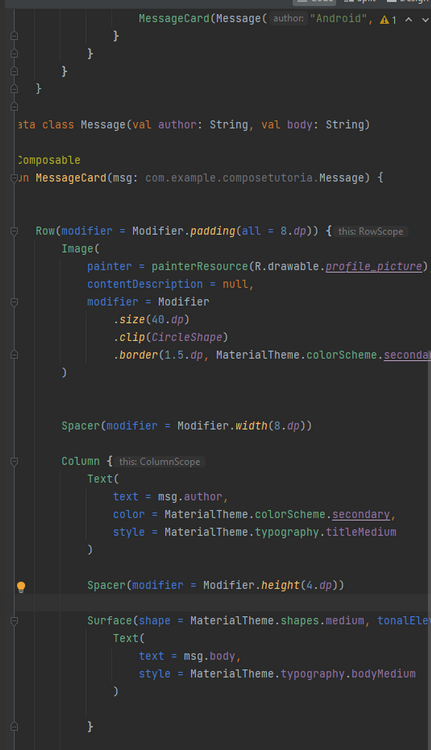 MessageCard(Message( author: "Android", 1
}
}
}
}
ata class Message(val author: String, val body: String)
Composable
un MessageCard(msg: com.example.composetutoria.Message) {
Row(modifier = Modifier.padding(all = 8.dp)) { this: RowScope
Image(
painter = painterResource(R.drawable.profile_picture)
contentDescription = null,
modifier = Modifier
.size(40.dp)
.clip(CircleShape)
.border(1.5.dp, MaterialTheme.colorScheme.seconda
)
Spacer(modifier = Modifier.width(8.dp))
Column { this: ColumnScope
Text(
text = msg.author,
color = MaterialTheme.colorScheme.secondary,
style = MaterialTheme.typography.titleMedium
)
Spacer(modifier = Modifier.height(4.dp))
Surface(shape = MaterialTheme.shapes.medium, tonalEle
Text(
text = msg.body,
style = MaterialTheme.typography.bodyMedium
)
}